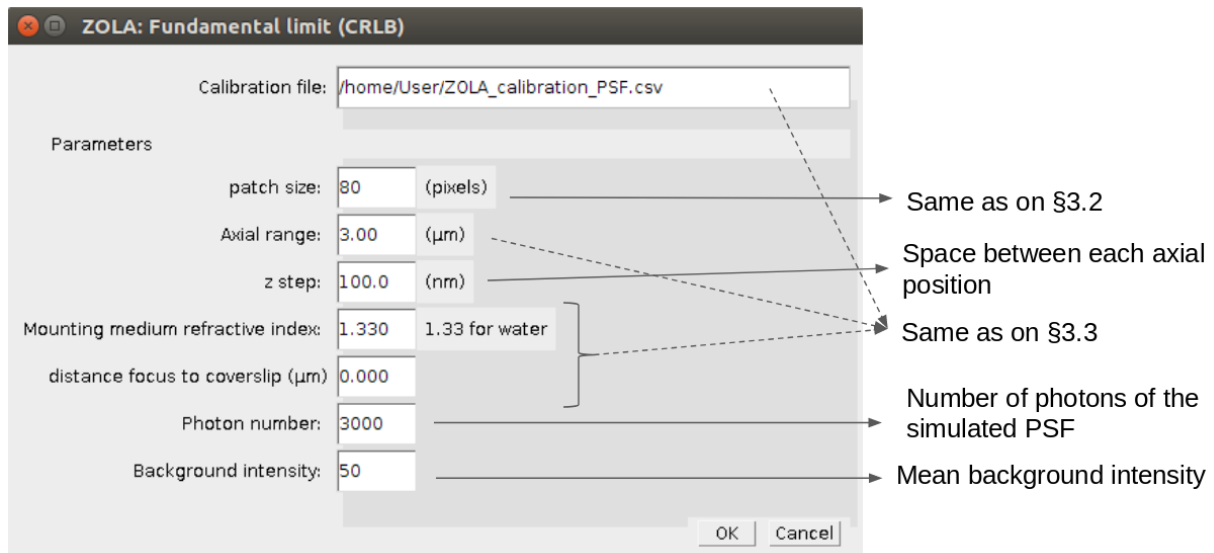 ZOLA: Fundamental limit (CRLB)
Calibration file: /home/User/ZOLA_calibration_PSF.csv
Parameters
patch size: 80 (pixels)
Same as on §3.2
Axial range: 3.00 (µm)
Space between each axial
position
z step: 100.0 (nm)
Mounting medium refractive index: 1.330 1.33 for water
Same as on §3.3
distance focus to coverslip (µm) 0.000
Number of photons of the
simulated PSF
Photon number: 3000
Background intensity: 50
Mean background intensity
OK Cancel